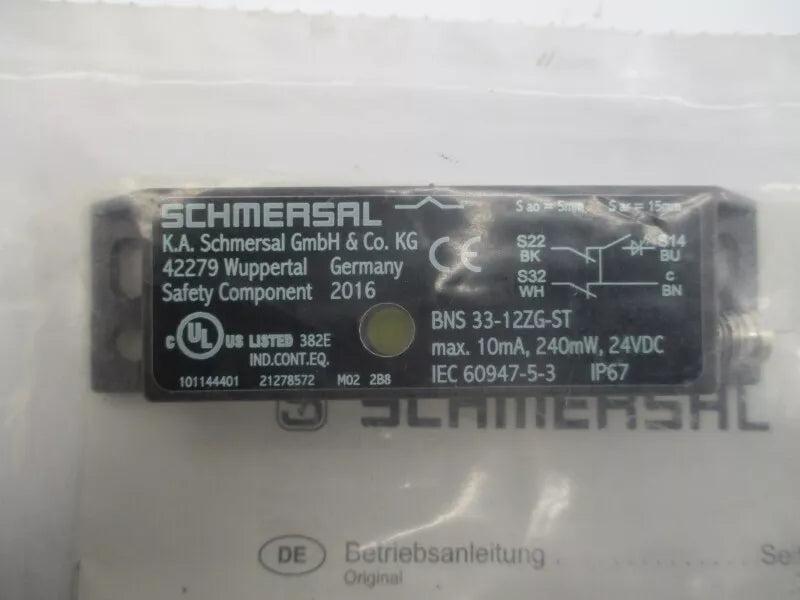 SCHMERSAL
K.A. Schmersal GmbH & Co. KG
42279 Wuppertal Germany
Safety Component 2016
CE
S ao = 5mm S ar = 15mm
S22 S14
BK BU
S32 C
WH BN
C UL US LISTED 382E
IND.CONT.EQ.
101144401 21278572 M02 2B8
BNS 33-12ZG-ST
max. 10mA, 240mW, 24VDC
IEC 60947-5-3 IP67
SCHMERSAL
DE Betriebsanleitung
Original